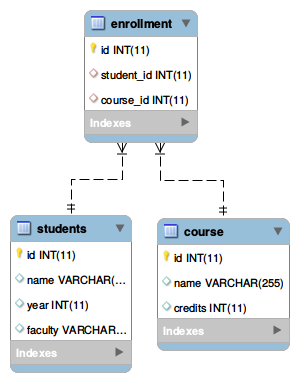 enrollment
id INT(11)
student_id INT(11)
course_id INT(11)
Indexes
students
id INT(11)
name VARCHAR(...
year INT(11)
faculty VARCHAR...
Indexes
course
id INT(11)
name VARCHAR(255)
credits INT(11)
Indexes